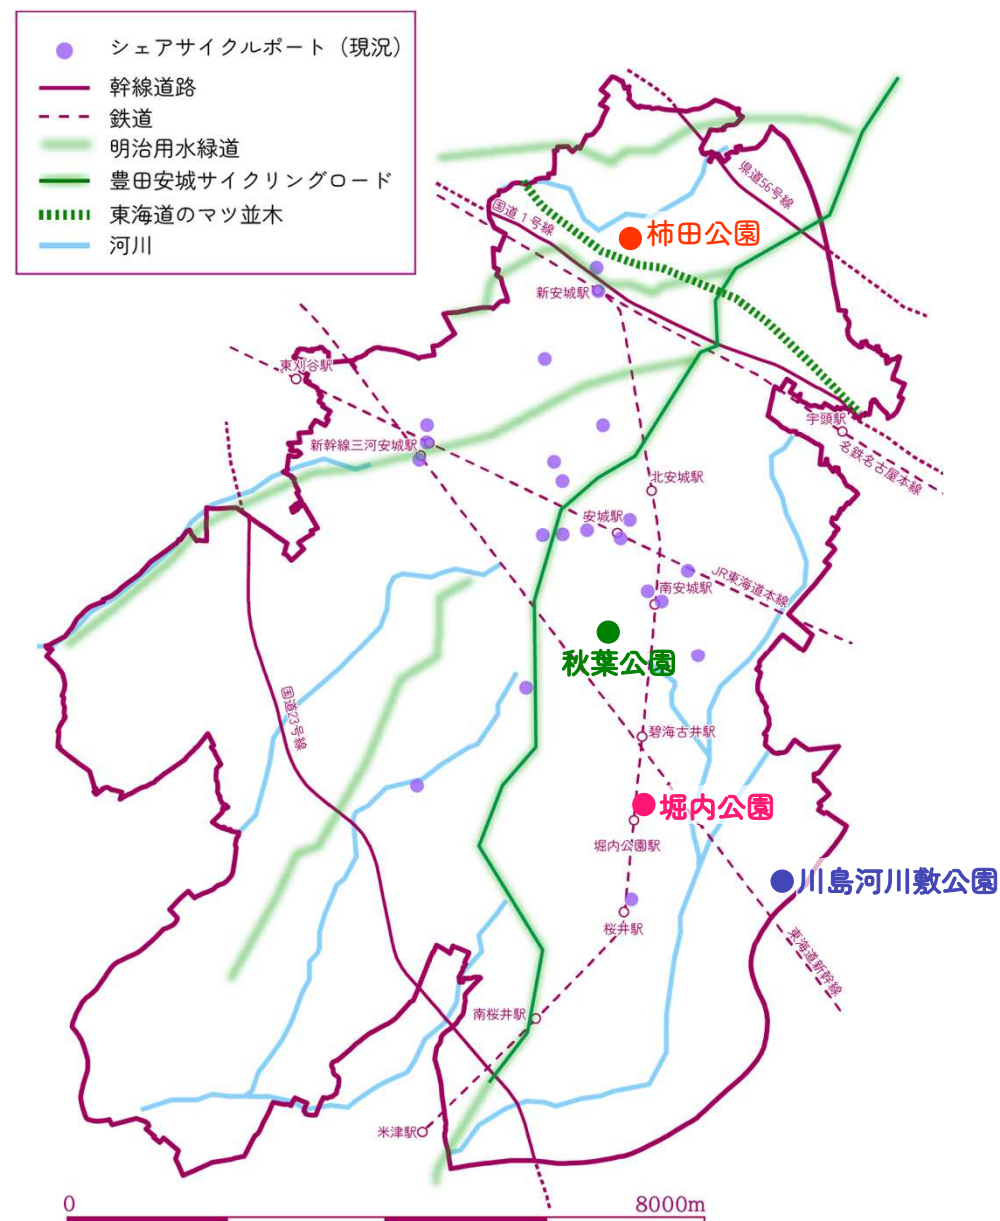 シェアサイクルポート（現況）
幹線道路
鉄道
明治用水緑道
豊田安城サイクリングロード
東海道のマツ並木
河川
県道56号線
国道１号線
柿田公園
新安城駅
東刈谷駅
宇頭駅
新幹線三河安城駅
名鉄名古屋本線
北安城駅
安城駅
JR東海道本線
南安城駅
秋葉公園
国道23号線
碧海古井駅
堀内公園
堀内公園駅
川島河川敷公園
桜井駅
東海道新幹線
南桜井駅
米津駅
0
8000m